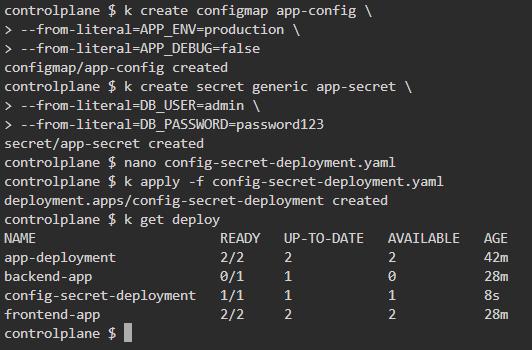 controlplane $ k create configmap app-config \
> --from-literal=APP_ENV=production \
> --from-literal=APP_DEBUG=false
configmap/app-config created
controlplane $ k create secret generic app-secret \
> --from-literal=DB_USER=admin \
> --from-literal=DB_PASSWORD=password123
secret/app-secret created
controlplane $ nano config-secret-deployment.yaml
controlplane $ k apply -f config-secret-deployment.yaml
deployment.apps/config-secret-deployment created
controlplane $ k get deploy
NAME                       READY   UP-TO-DATE   AVAILABLE   AGE
app-deployment             2/2     2            2           42m
backend-app                0/1     1            0           28m
config-secret-deployment   1/1     1            1           8s
frontend-app               2/2     2            2           28m
controlplane $